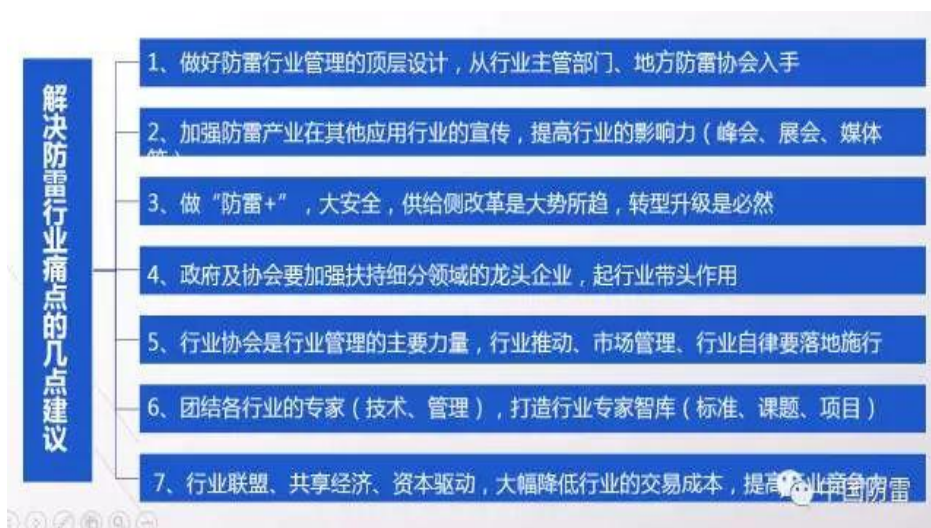 解决防雷行业痛点的几点建议
1、做好防雷行业管理的顶层设计，从行业主管部门、地方防雷协会入手
2、加强防雷产业在其他应用行业的宣传，提高行业的影响力（峰会、展会、媒体
3、做“防雷+”，大安全，供给侧改革是大势所趋，转型升级是必然
4、政府及协会要加强扶持细分领域的龙头企业，起行业带头作用
5、行业协会是行业管理的主要力量，行业推动、市场管理、行业自律要落地施行
6、团结各行业的专家（技术、管理），打造行业专家智库（标准、课题、项目）
7、行业联盟、共享经济、资本驱动，大幅降低行业的交易成本，提高
中国防雷